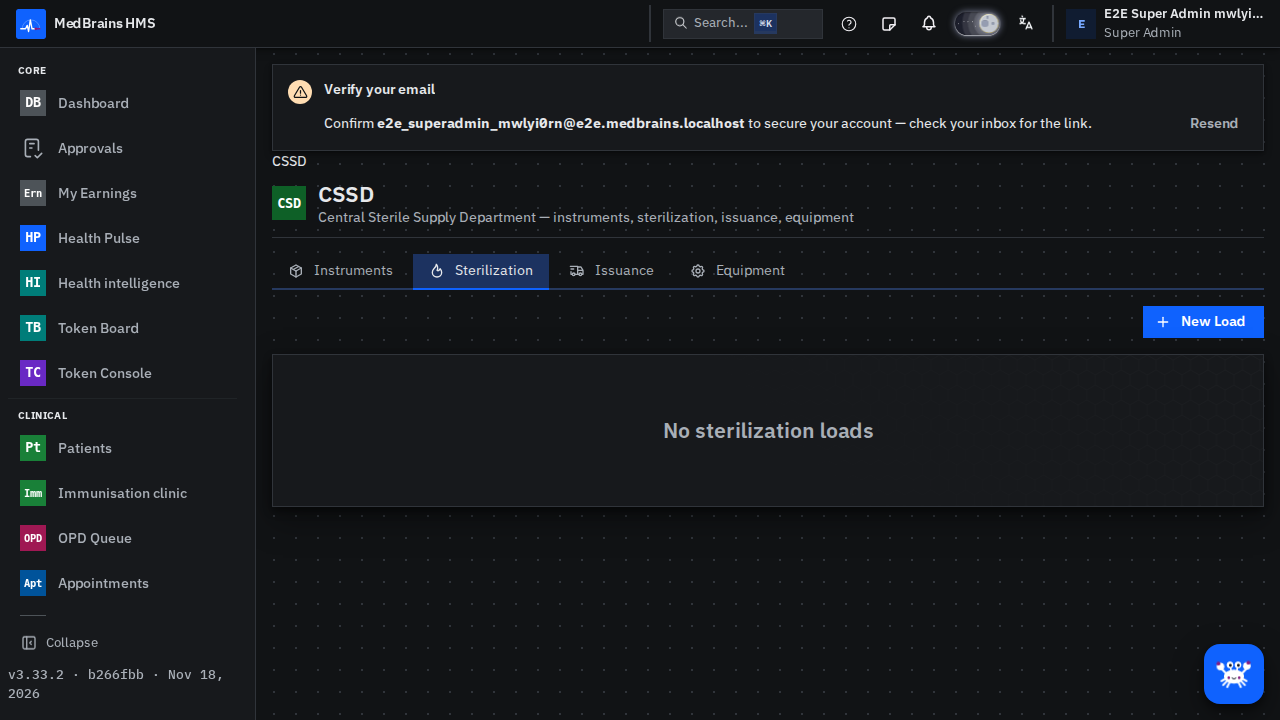 MedBrains HMS
Search...
⌘K
E
E2E Super Admin mwlyi...
Super Admin
CORE
DB Dashboard
Approvals
Ern My Earnings
HP Health Pulse
HI Health intelligence
TB Token Board
TC Token Console
CLINICAL
Pt Patients
Imm Immunisation clinic
OPD OPD Queue
Apt Appointments
Collapse
v3.33.2 · b266fbb · Nov 18,
2026
Verify your email
Confirm e2e_superadmin_mwlyi0rn@e2e.medbrains.localhost to secure your account — check your inbox for the link.
Resend
CSSD
CSD
CSSD
Central Sterile Supply Department — instruments, sterilization, issuance, equipment
Instruments
Sterilization
Issuance
Equipment
New Load
No sterilization loads